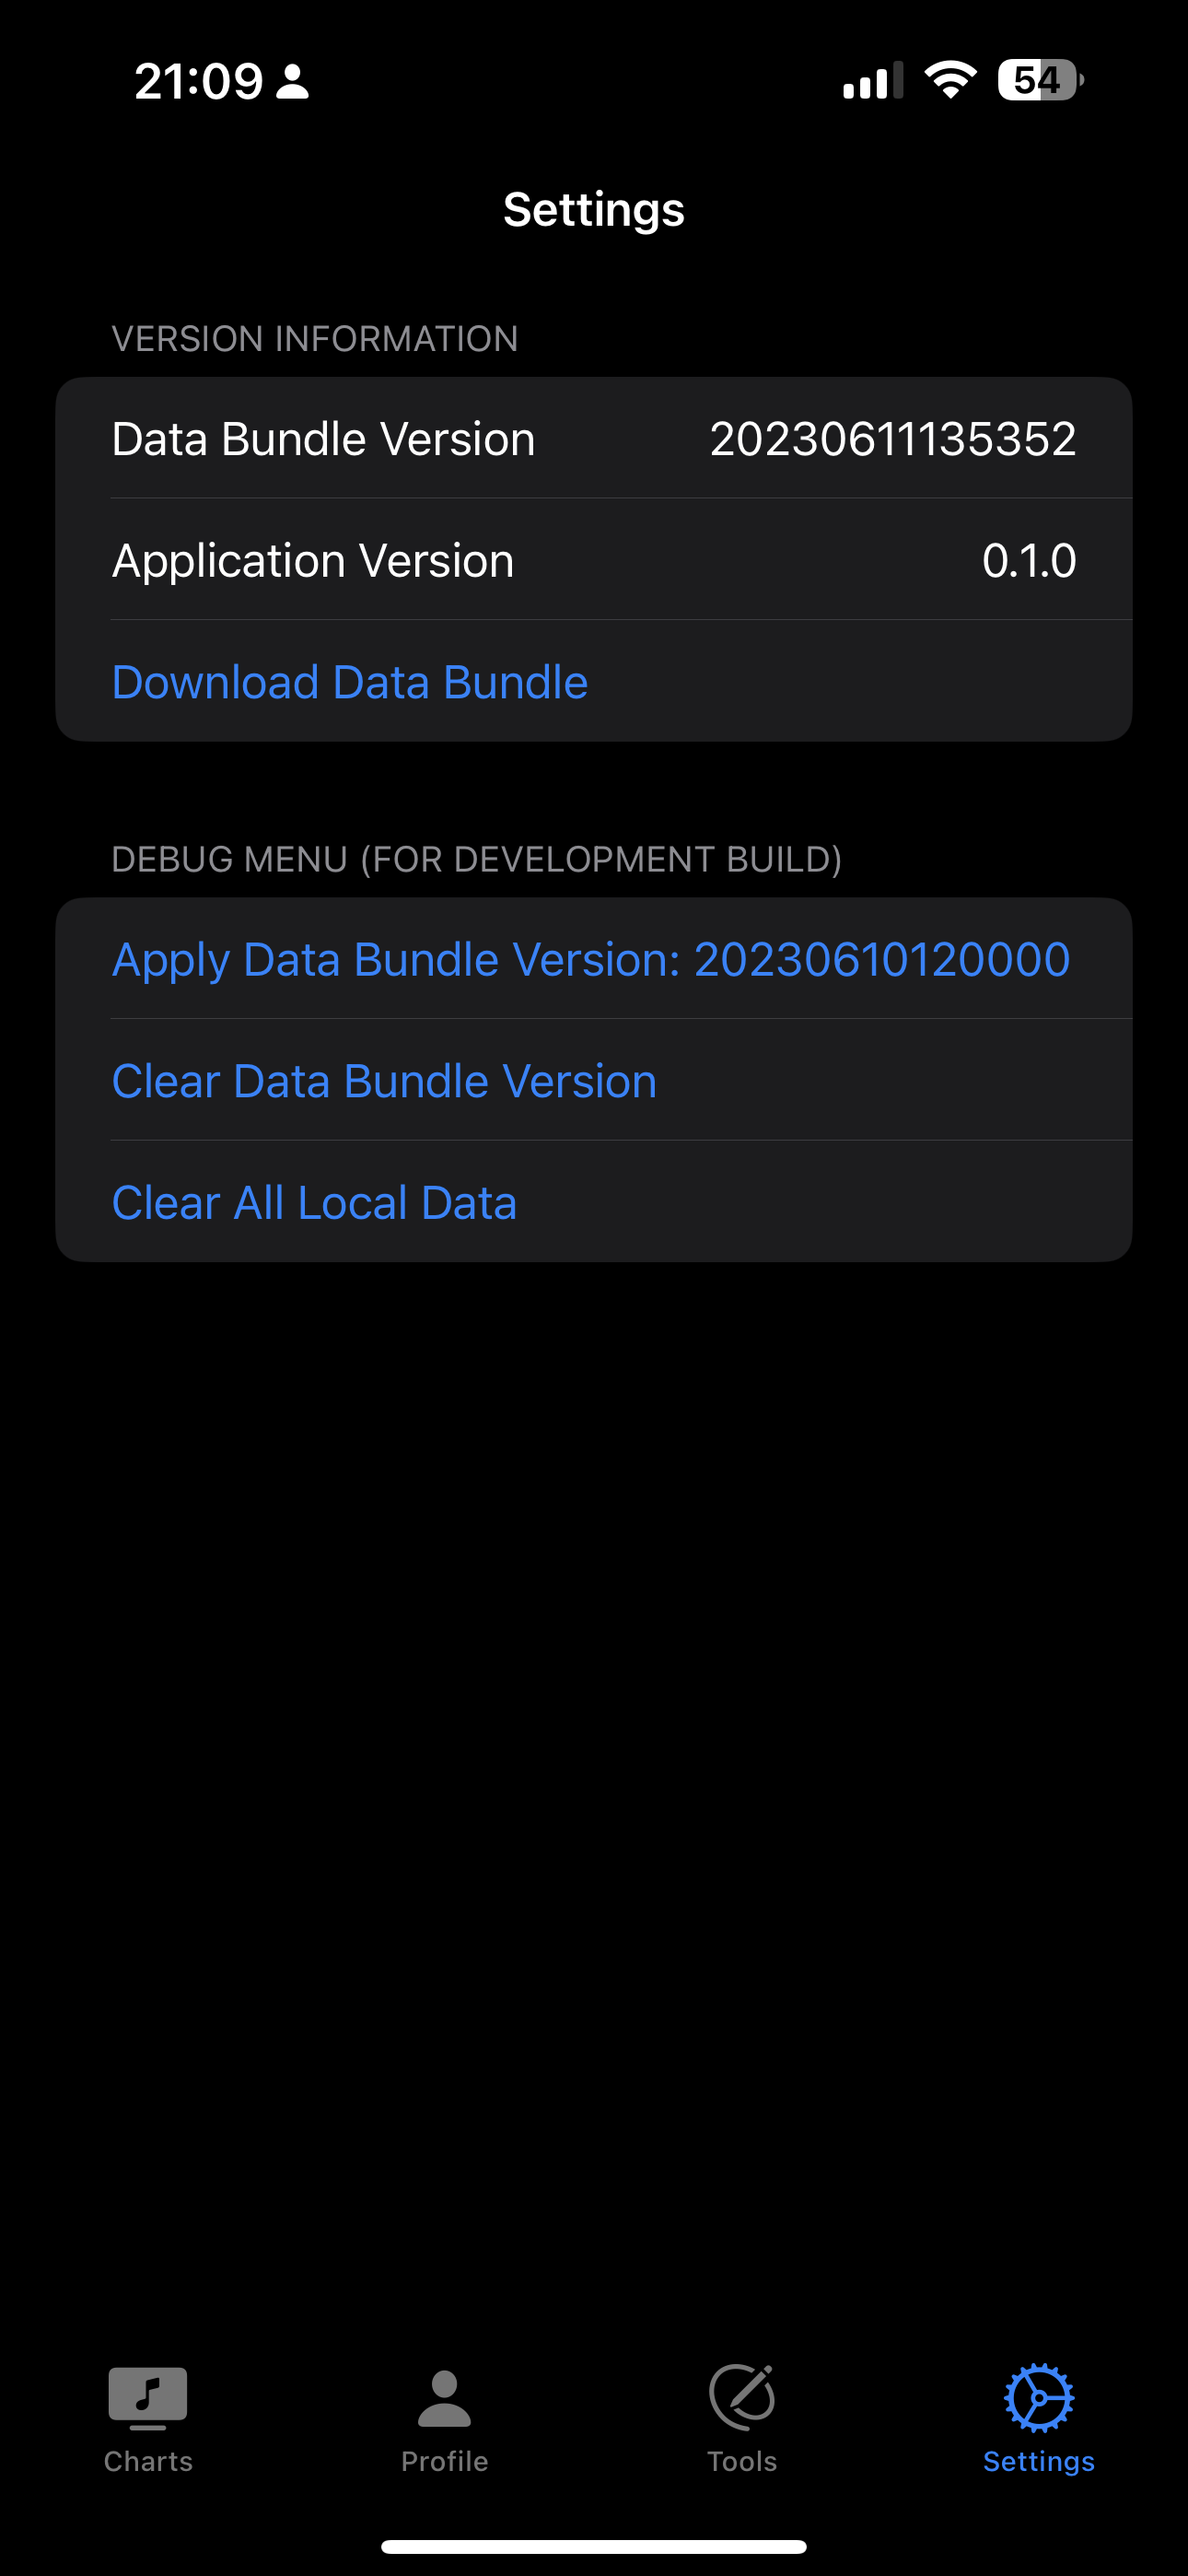 21:09
54
Settings
VERSION INFORMATION
Data Bundle Version 20230611135352
Application Version 0.1.0
Download Data Bundle
DEBUG MENU (FOR DEVELOPMENT BUILD)
Apply Data Bundle Version: 20230610120000
Clear Data Bundle Version
Clear All Local Data
Charts Profile Tools Settings